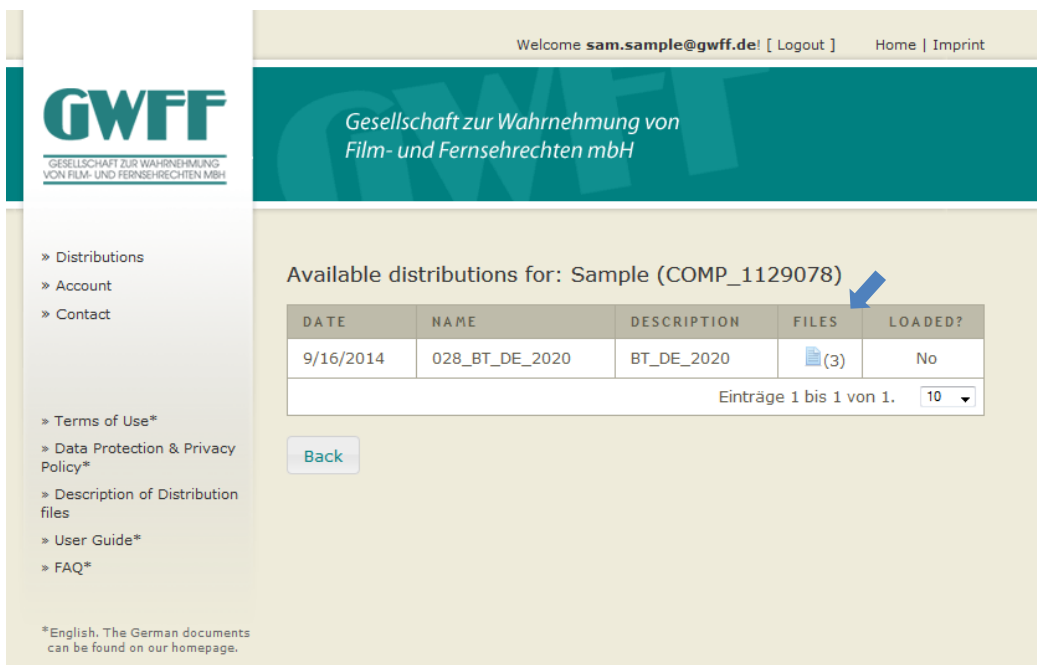 Welcome sam.sample@gwff.de! [ Logout ] Home | Imprint
GWFF
GESELLSCHAFT ZUR WAHRNEHMUNG
VON FILM- UND FERNSEHRECHTEN MBH
Gesellschaft zur Wahrnehmung von
Film- und Fernsehrechten mbH
» Distributions
» Account
» Contact
» Terms of Use*
» Data Protection & Privacy
Policy*
» Description of Distribution
files
» User Guide*
» FAQ*
*English. The German documents
can be found on our homepage.
Available distributions for: Sample (COMP_1129078)
DATE NAME DESCRIPTION FILES LOADED?
9/16/2014 028_BT_DE_2020 BT_DE_2020 (3) No
Einträge 1 bis 1 von 1. 10
Back